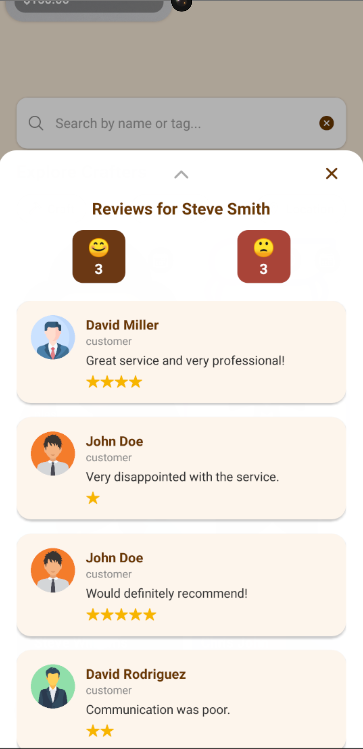 $100.00
Search by name or tag...
Reviews for Steve Smith
3
3
David Miller
customer
Great service and very professional!
John Doe
customer
Very disappointed with the service.
John Doe
customer
Would definitely recommend!
David Rodriguez
customer
Communication was poor.